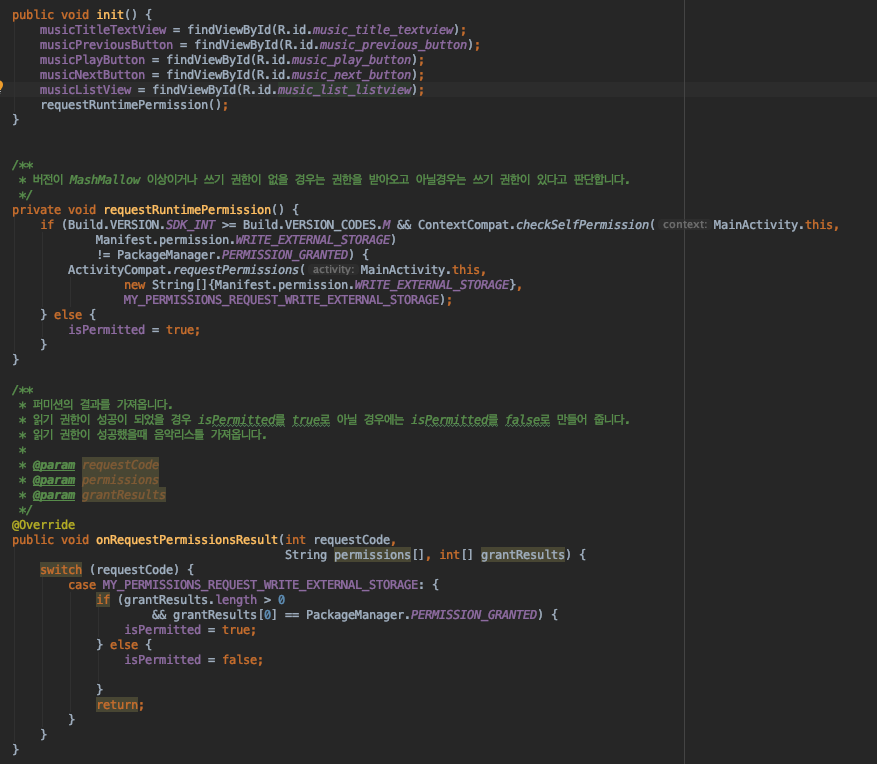 public void init() {
musicTitleTextView = findViewById(R.id.music_title_textview);
musicPreviousButton = findViewById(R.id.music_previous_button);
musicPlayButton = findViewById(R.id.music_play_button);
musicNextButton = findViewById(R.id.music_next_button);
musicListView = findViewById(R.id.music_list_listview);
requestRuntimePermission();
}
/**
* 버전이 MashMallow 이상이거나 쓰기 권한이 없을 경우는 권한을 받아오고 아닐경우는 쓰기 권한이 있다고 판단합니다.
*/
private void requestRuntimePermission() {
if (Build.VERSION.SDK_INT >= Build.VERSION_CODES.M && ContextCompat.checkSelfPermission( context: MainActivity.this,
Manifest.permission.WRITE_EXTERNAL_STORAGE)
!= PackageManager.PERMISSION_GRANTED) {
ActivityCompat.requestPermissions( activity: MainActivity.this,
new String[]{Manifest.permission.WRITE_EXTERNAL_STORAGE},
MY_PERMISSIONS_REQUEST_WRITE_EXTERNAL_STORAGE);
} else {
isPermitted = true;
}
}
/**
* 퍼미션의 결과를 가져옵니다.
* 읽기 권한이 성공이 되었을 경우 isPermitted를 true로 아닐 경우에는 isPermitted를 false로 만들어 줍니다.
* 읽기 권한이 성공했을때 음악리스틀 가져옵니다.
*
* @param requestCode
* @param permissions
* @param grantResults
*/
@Override
public void onRequestPermissionsResult(int requestCode,
String permissions[], int[] grantResults) {
switch (requestCode) {
case MY_PERMISSIONS_REQUEST_WRITE_EXTERNAL_STORAGE: {
if (grantResults.length > 0
&& grantResults[0] == PackageManager.PERMISSION_GRANTED) {
isPermitted = true;
} else {
isPermitted = false;
}
return;
}
}
}